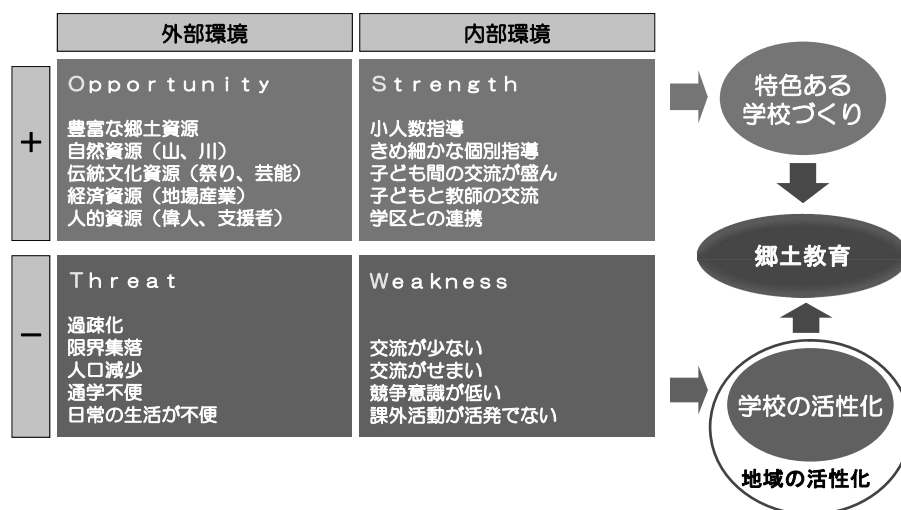 外部環境
内部環境
＋
Ｏｐｐｏｒｔｕｎｉｔｙ
豊富な郷土資源
自然資源（山、川）
伝統文化資源（祭り、芸能）
経済資源（地場産業）
人的資源（偉人、支援者）
Ｓｔｒｅｎｇｔｈ
小人数指導
きめ細かな個別指導
子ども間の交流が盛ん
子どもと教師の交流
学区との連携
－
Ｔｈｒｅａｔ
過疎化
限界集落
人口減少
通学不便
日常の生活が不便
Ｗｅａｋｎｅｓｓ
交流が少ない
交流がせまい
競争意識が低い
課外活動が活発でない
特色ある
学校づくり
郷土教育
学校の活性化
地域の活性化